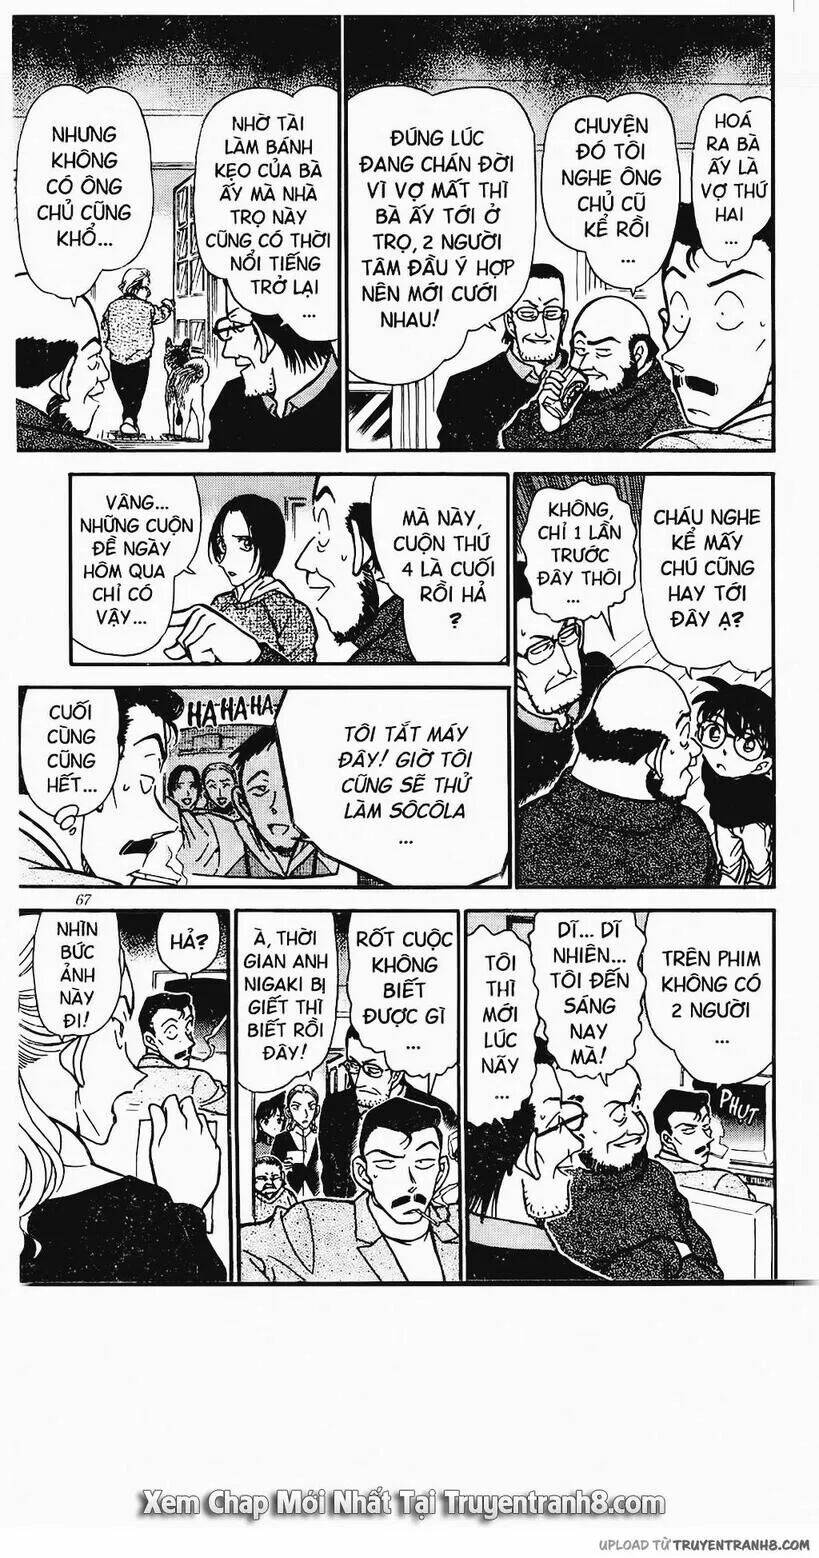 HOÁ
RA BÀ
ẤY LÀ
VỢ THỨ
HAI
...
CHUYỆN
ĐÓ TÔI
NGHE ÔNG
CHỦ CŨ
KỂ RỒI
...
ĐÚNG LÚC
ĐANG CHÁN ĐỜI
VÌ VỢ MẤT THÌ
BÀ ẤY TỚI Ở
TRỌ, 2 NGƯỜI
TÂM ĐẦU Ý HỢP
NÊN MỚI CƯỚI
NHAU!
NHỜ TÀI
LÀM BÁNH
KẸO CỦA BÀ
ẤY MÀ NHÀ
TRỌ NÀY
CŨNG CÓ THỜI
NỔI TIẾNG
TRỞ LẠI
...
NHƯNG
KHÔNG
CÓ ÔNG
CHỦ CŨNG
KHỔ...
CHÁU NGHE
KỂ MẤY
CHÚ CŨNG
HAY TỚI
ĐÂY Ạ?
KHÔNG,
CHỈ 1 LẦN
TRƯỚC
ĐÂY THÔI
...
MÀ NÀY,
CUỘN THỨ
4 LÀ CUỐI
RỒI HẢ
?
VÂNG...
NHỮNG CUỘN
ĐỀ NGÀY
HÔM QUA
CHỈ CÓ
VẬY...
TÔI TẮT MÁY
ĐÂY! GIỜ TÔI
CŨNG SẼ THỬ
LÀM SÔCÔLA
...
HA HA HA
CUỐI
CÙNG
CŨNG
HẾT...
67
TRÊN PHIM
KHÔNG CÓ
2 NGƯỜI
...
DĨ... DĨ
NHIÊN...
TÔI ĐẾN
SÁNG
NAY
MÀ!
TÔI
THÌ MỚI
LÚC
NÃY
...
PHỤT
RỐT CUỘC
KHÔNG
BIẾT
ĐƯỢC GÌ
...
À, THỜI
GIAN ANH
NIGAKI BỊ
GIẾT THÌ
BIẾT RỒI
ĐẤY!
HẢ?
NHÌN
BỨC
ẢNH
NÀY
ĐI!
Xem Chap Mới Nhất Tại Truyentranh8.com
UPLOAD TỪ TRUYENTRANH8.COM